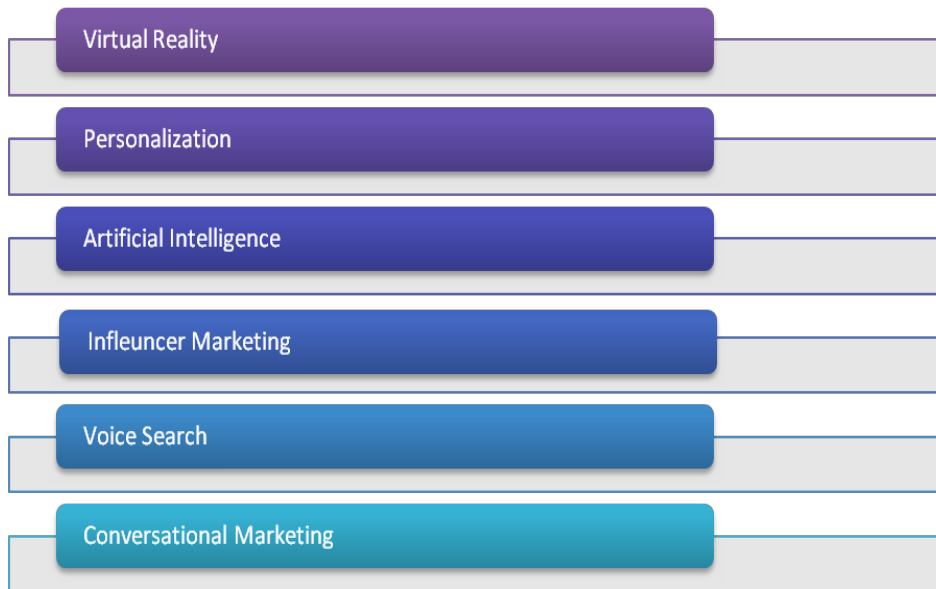 Virtual Reality
Personalization
Artificial Intelligence
Infleuncer Marketing
Voice Search
Conversational Marketing